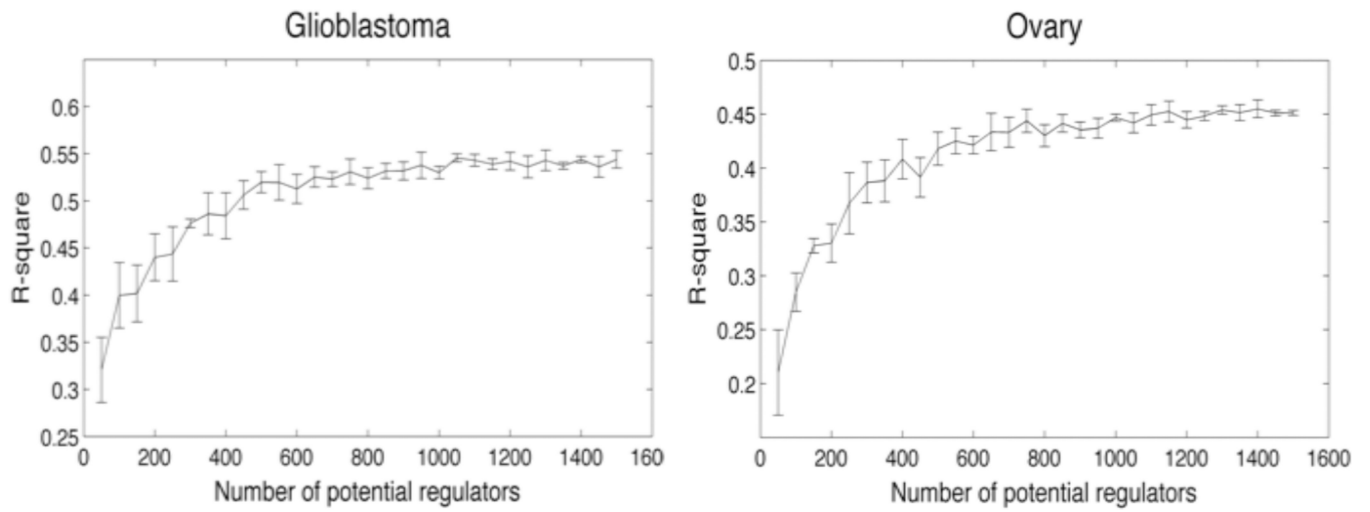 Glioblastoma
R-square
0.6
0.55
0.5
0.45
0.4
0.35
0.3
0.25
0 200 400 600 800 1000 1200 1400 160
Number of potential regulators
Ovary
R-square
0.5
0.45
0.4
0.35
0.3
0.25
0.2
0 200 400 600 800 1000 1200 1400 1600
Number of potential regulators